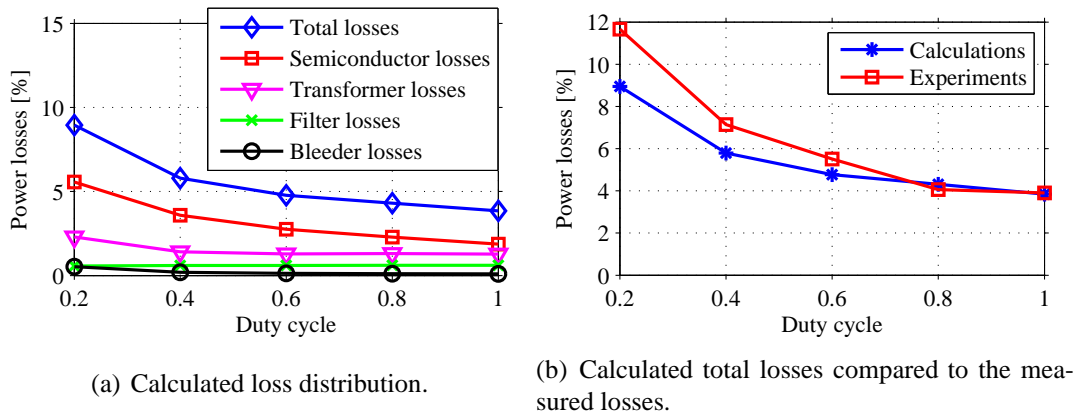 15
10
5
0
Power losses [%]
Total losses
Semiconductor losses
Transformer losses
Filter losses
Bleeder losses
0.2 0.4 0.6 0.8 1
Duty cycle
(a) Calculated loss distribution.
12
10
8
6
4
2
0
Power losses [%]
Calculations
Experiments
0.2 0.4 0.6 0.8 1
Duty cycle
(b) Calculated total losses compared to the mea-
sured losses.